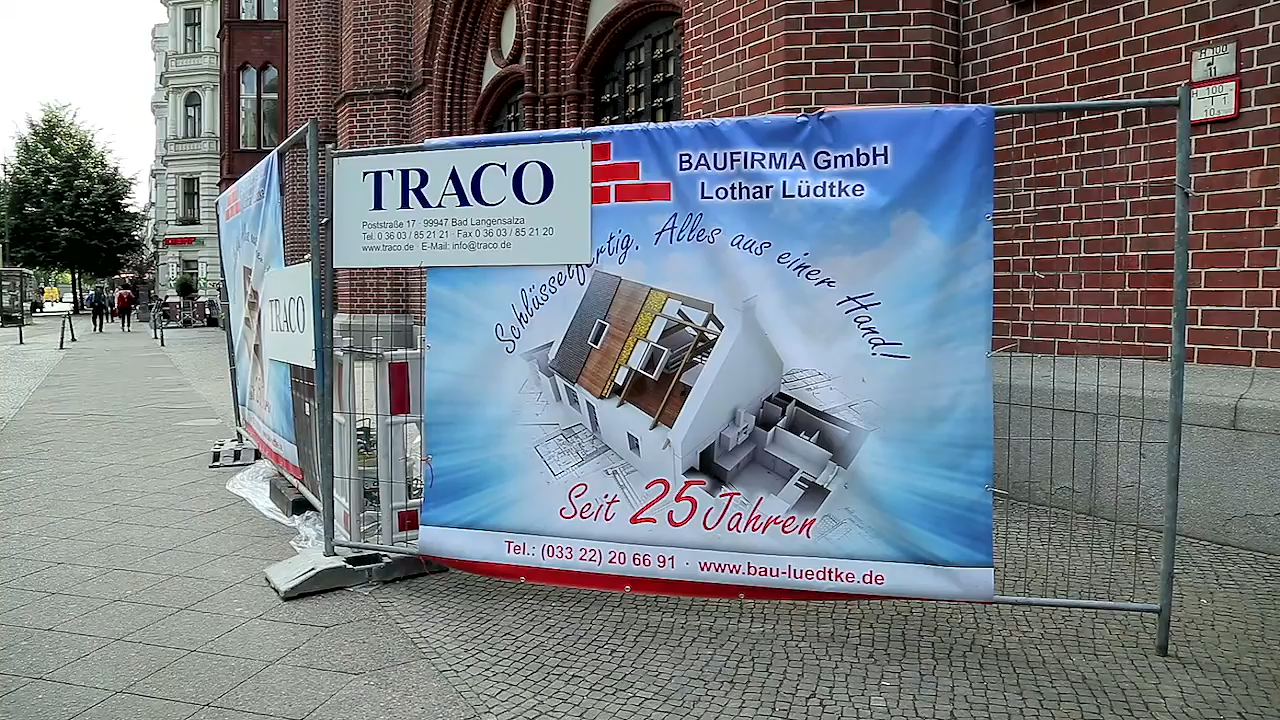 TRACO
Poststraße 17 · 99947 Bad Langensalza
Tel. 0 36 03 / 85 21 21 Fax 0 36 03 / 85 21 20
www.traco.de E-Mail: info@traco.de
BAUFIRMA GmbH
Lothar Lüdtke
Schlüsselfertig. Alles aus einer Hand!
Seit 25 Jahren
Tel.: (033 22) 20 66 91 · www.bau-luedtke.de
TRACO
H 100
11
H 100
10 1